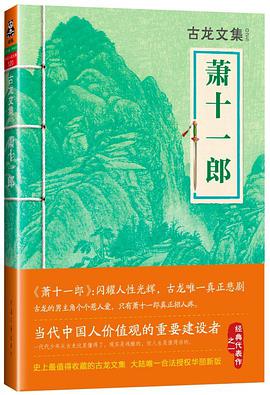 古龙文集
萧十一郎
古龙文集
萧十一郎
《萧十一郎》:闪耀人性光辉,古龙唯一真正悲剧
古龙的男主角个个惹人爱,只有萧十一郎真正招人疼。
当代中国人价值观的重要建设者
经典代表作之一
史上最值得收藏的古龙文集 大陆唯一合法授权华丽新版